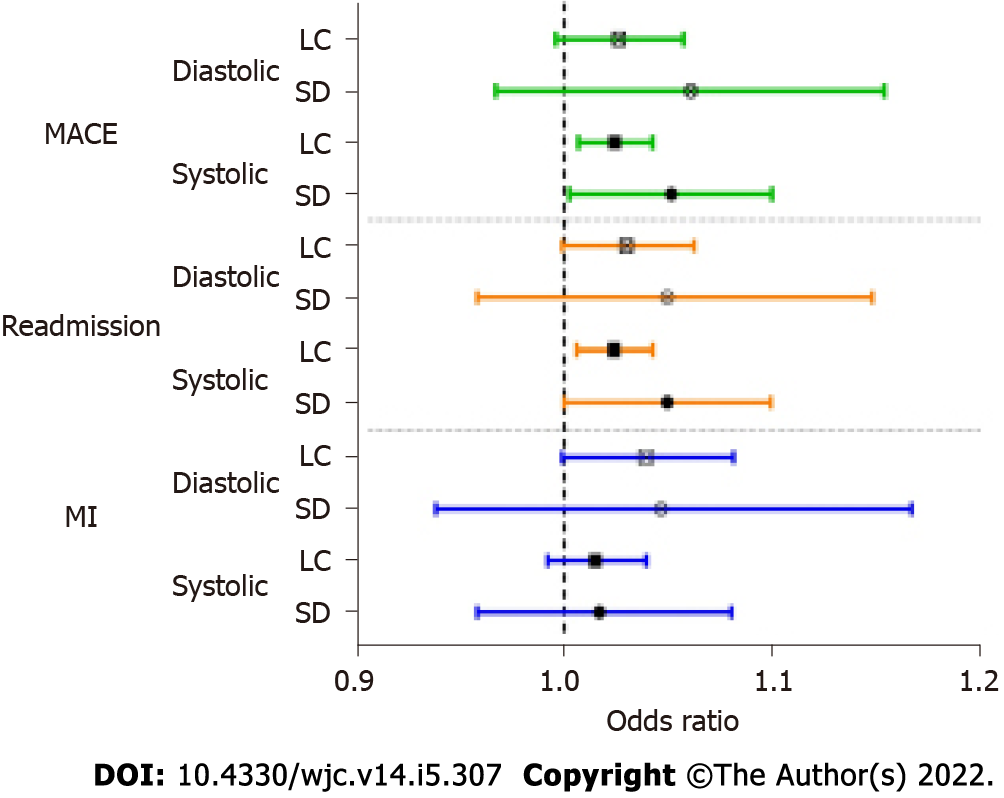 LC
Diastolic
SD
MACE
LC
Systolic
SD
LC
Diastolic
SD
Readmission
LC
Systolic
SD
LC
Diastolic
SD
MI
LC
Systolic
SD
0.9 1.0 1.1 1.2
Odds ratio
DOI: 10.4330/wjc.v14.i5.307 Copyright ©The Author(s) 2022.